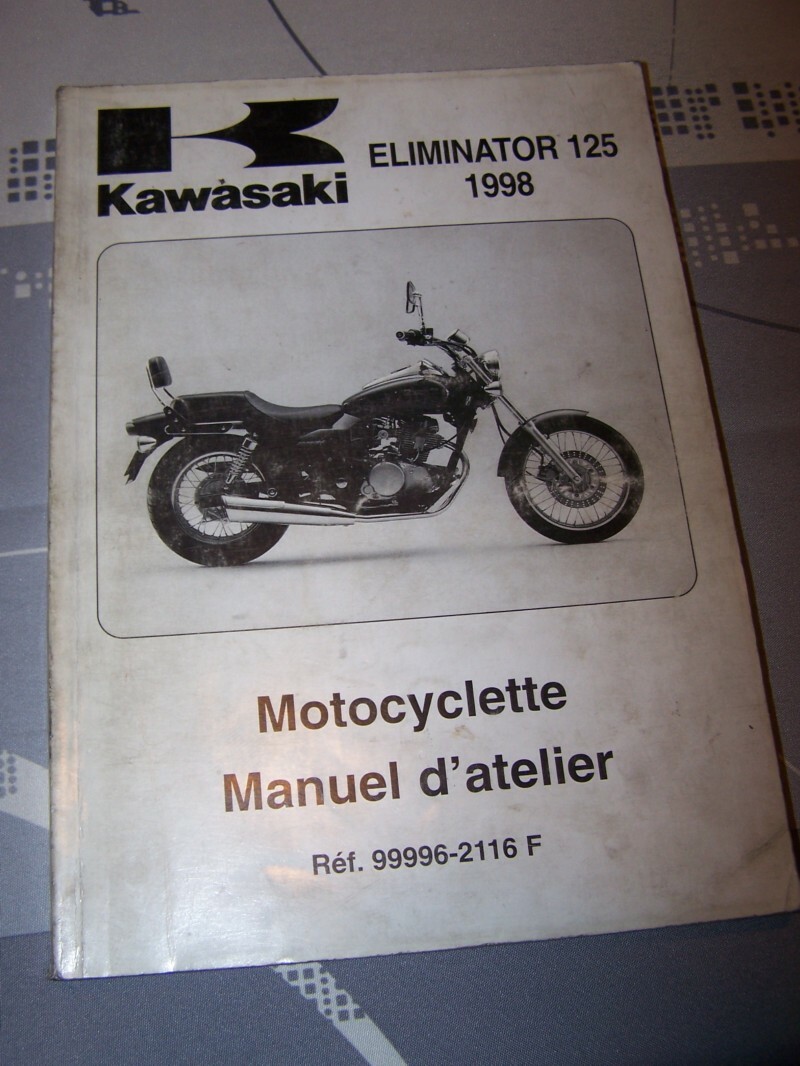 Kawasaki
ELIMINATOR 125
1998
Motocyclette
Manuel d'atelier
Réf. 99996-2116 F